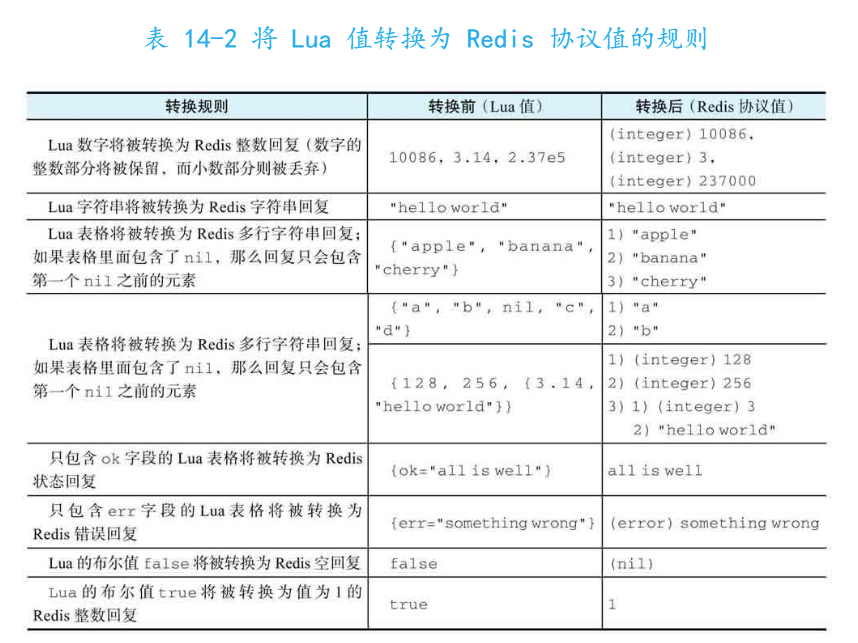 表 14-2 将 Lua 值转换为 Redis 协议值的规则
转换规则 转换前（Lua 值） 转换后（Redis 协议值）
Lua 数字将被转换为 Redis 整数回复（数字的
整数部分将被保留，而小数部分则被丢弃）
10086，3.14，2.37e5
(integer) 10086，
(integer) 3，
(integer) 237000
Lua 字符串将被转换为 Redis 字符串回复
"hello world"
"hello world"
Lua 表格将被转换为 Redis 多行字符串回复；
如果表格里面包含了 nil，那么回复只会包含
第一个 nil 之前的元素
{"apple", "banana",
"cherry"}
1) "apple"
2) "banana"
3) "cherry"
Lua 表格将被转换为 Redis 多行字符串回复；
如果表格里面包含了 nil，那么回复只会包含
第一个 nil 之前的元素
{"a", "b", nil, "c",
"d"}
1) "a"
2) "b"
{128, 256, {3.14,
"hello world"}}
1) (integer) 128
2) (integer) 256
3) 1) (integer) 3
2) "hello world"
只包含 ok 字段的 Lua 表格将被转换为 Redis
状态回复
{ok="all is well"}
all is well
只包含 err 字段的 Lua 表格将被转换为
Redis 错误回复
{err="something wrong"}
(error) something wrong
Lua 的布尔值 false 将被转换为 Redis 空回复
false
(nil)
Lua 的布尔值 true 将被转换为值为 1 的
Redis 整数回复
true
1